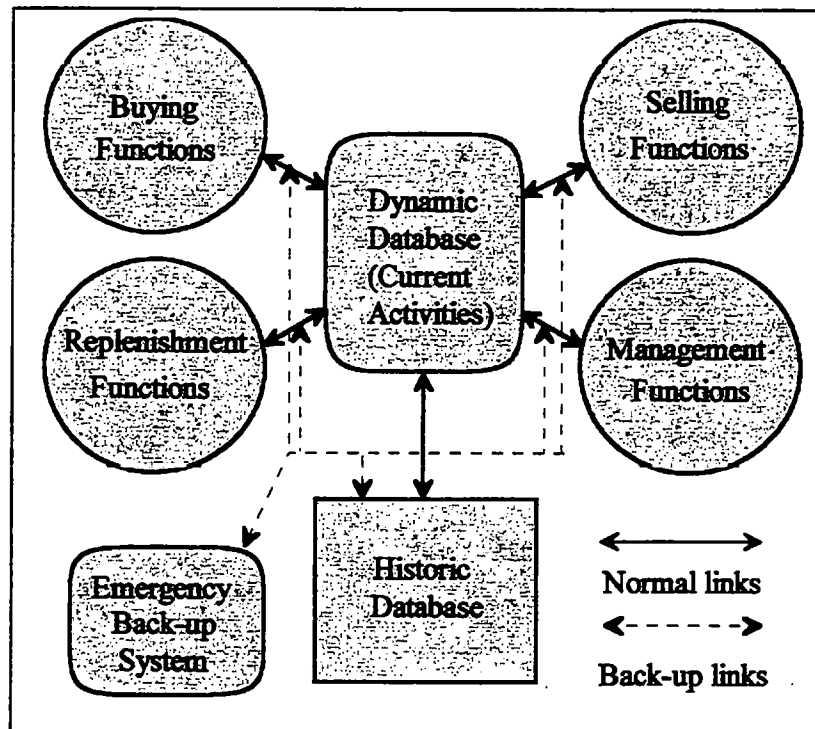 Buying
Functions
Selling
Functions
Dynamic
Database
(Current
Activities)
Replenishment
Functions
Management
Functions
Emergency
Back-up
System
Historic
Database
Normal links
Back-up links